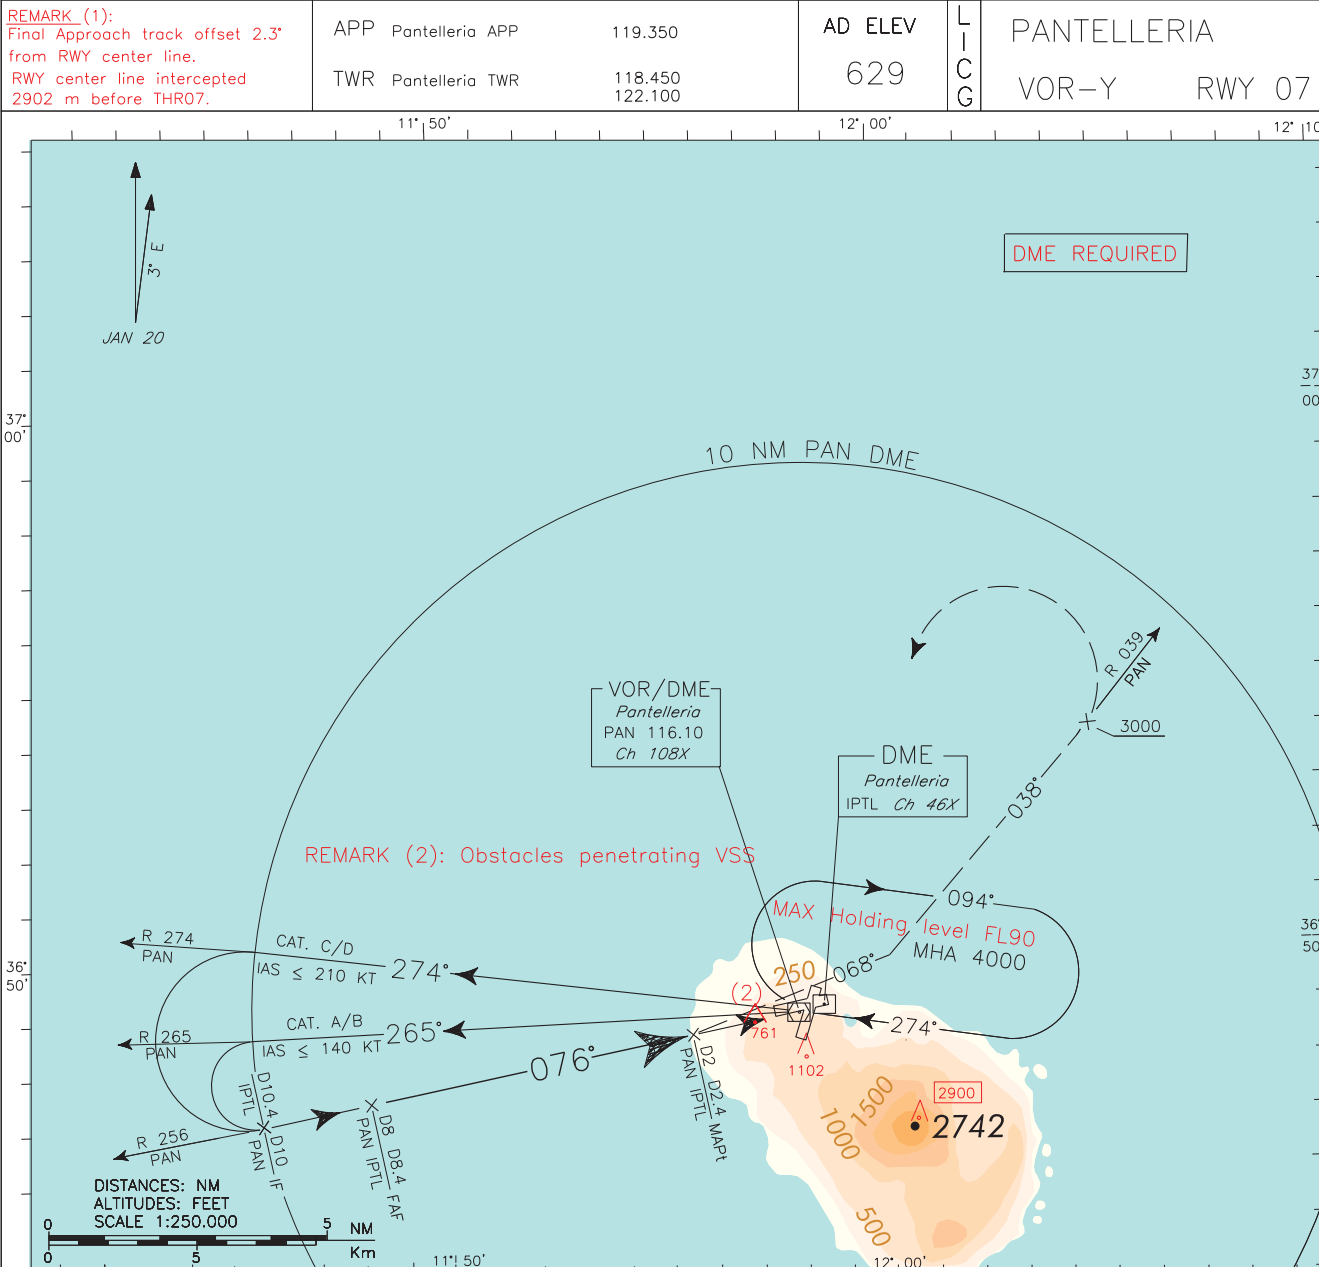 REMARK (1):
Final Approach track offset 2.3°
from RWY center line.
RWY center line intercepted
2902 m before THR07.
APP Pantelleria APP 119.350
TWR Pantelleria TWR 118.450
122.100
AD ELEV
629
LICG
PANTELLERIA
VOR-Y RWY 07
11° 50'
12° 00'
12° 10
3° E
JAN 20
DME REQUIRED
37
00
37°
00'
10 NM PAN DME
R 039
PAN
3000
038°
VOR/DME
Pantelleria
PAN 116.10
Ch 108X
DME
Pantelleria
IPTL Ch 46X
REMARK (2): Obstacles penetrating VSS
094°
MAX Holding level FL90
MHA 4000
36°
50
068°
250
274°
R 274
PAN
CAT. C/D
IAS ≤ 210 KT
274°
36°
50'
(2)
761
1102
R 265
PAN
CAT. A/B
IAS ≤ 140 KT
265°
076°
D2 D2.4 MAPt
PAN IPTL
D10.4
IPTL
D10 IF
PAN
D8 D8.4 FAF
PAN IPTL
R 256
PAN
2900
2742
1500
1000
500
DISTANCES: NM
ALTITUDES: FEET
SCALE 1:250.000
0 5 NM
0 5 Km
11° 50'
12° 00'